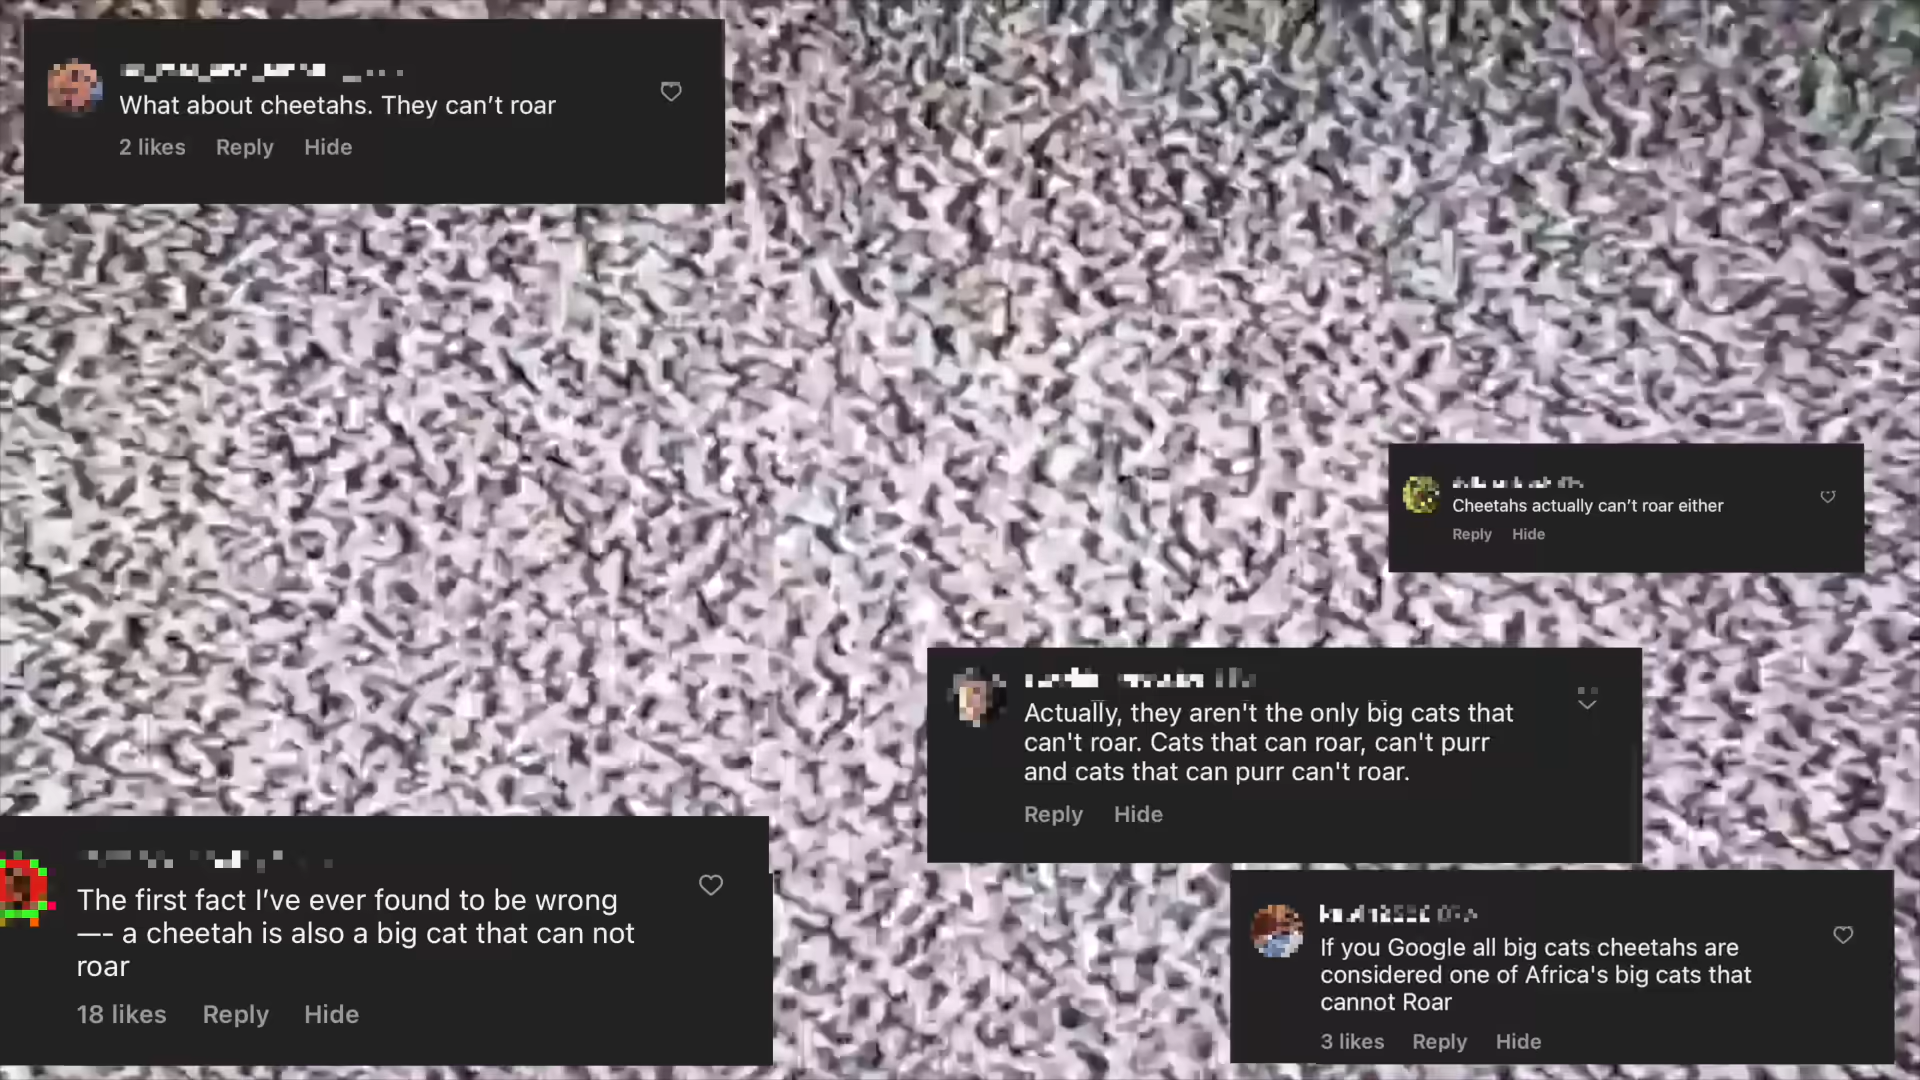 What about cheetahs. They can’t roar
2 likes Reply Hide
Cheetahs actually can’t roar either
Reply Hide
Actually, they aren't the only big cats that
can't roar. Cats that can roar, can't purr
and cats that can purr can't roar.
Reply Hide
The first fact I’ve ever found to be wrong
—- a cheetah is also a big cat that can not
roar
18 likes Reply Hide
If you Google all big cats cheetahs are
considered one of Africa's big cats that
cannot Roar
3 likes Reply Hide